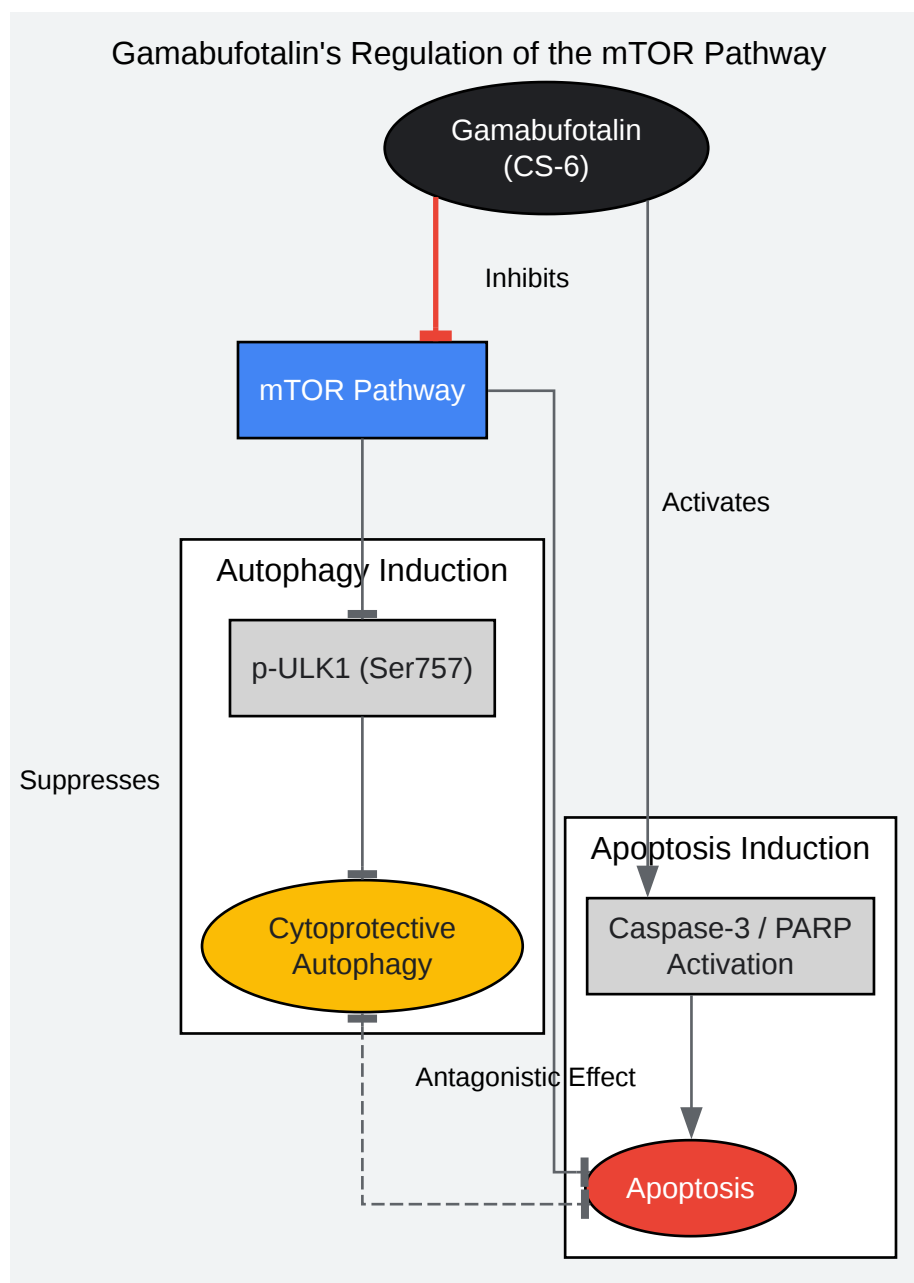 Gamabufotalin's Regulation of the mTOR Pathway
Gamabufotalin
(CS-6)
Inhibits
mTOR Pathway
Activates
Autophagy Induction
p-ULK1 (Ser757)
Suppresses
Apoptosis Induction
Cytoprotective
Autophagy
Caspase-3 / PARP
Activation
Antagonistic Effect
Apoptosis